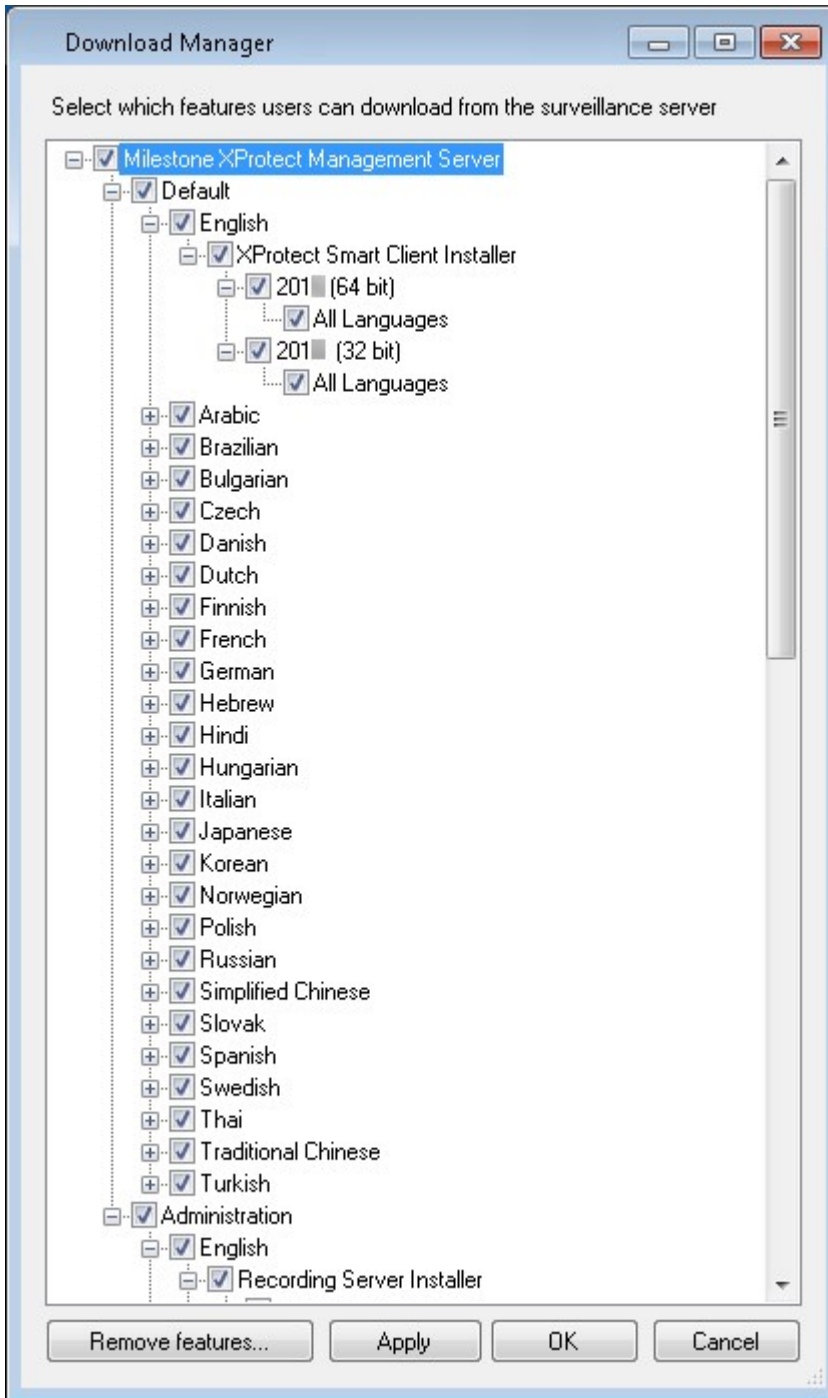 Download Manager
Select which features users can download from the surveillance server
Milestone XProtect Management Server
Default
English
XProtect Smart Client Installer
201 (64 bit)
All Languages
201 (32 bit)
All Languages
Arabic
Brazilian
Bulgarian
Czech
Danish
Dutch
Finnish
French
German
Hebrew
Hindi
Hungarian
Italian
Japanese
Korean
Norwegian
Polish
Russian
Simplified Chinese
Slovak
Spanish
Swedish
Thai
Traditional Chinese
Turkish
Administration
English
Recording Server Installer
Remove features... Apply OK Cancel